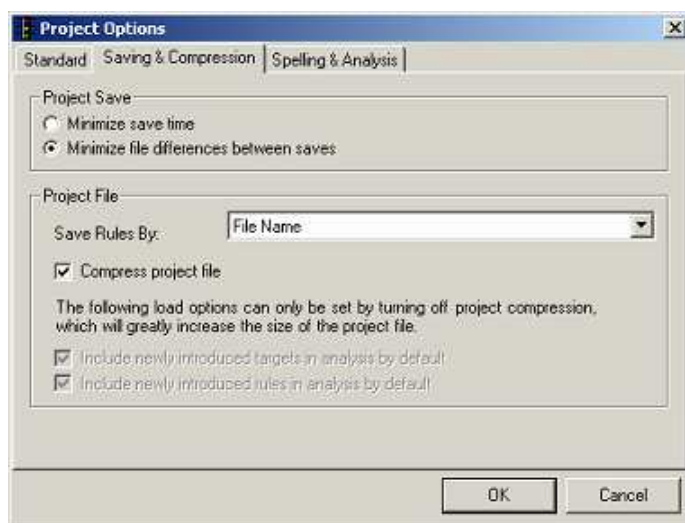 Project Options
Standard Saving & Compression Spelling & Analysis
Project Save
Minimize save time
Minimize file differences between saves
Project File
Save Rules By: File Name
Compress project file
The following load options can only be set by turning off project compression,
which will greatly increase the size of the project file.
Include newly introduced targets in analysis by default
Include newly introduced rules in analysis by default
OK Cancel